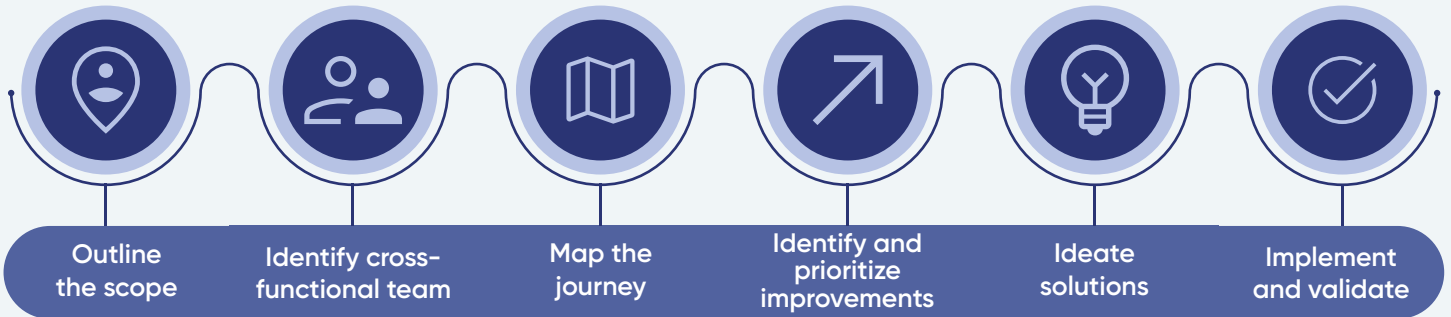 Outline
the scope
Identify cross-
functional team
Map the
journey
Identify and
prioritize
improvements
Ideate
solutions
Implement
and validate